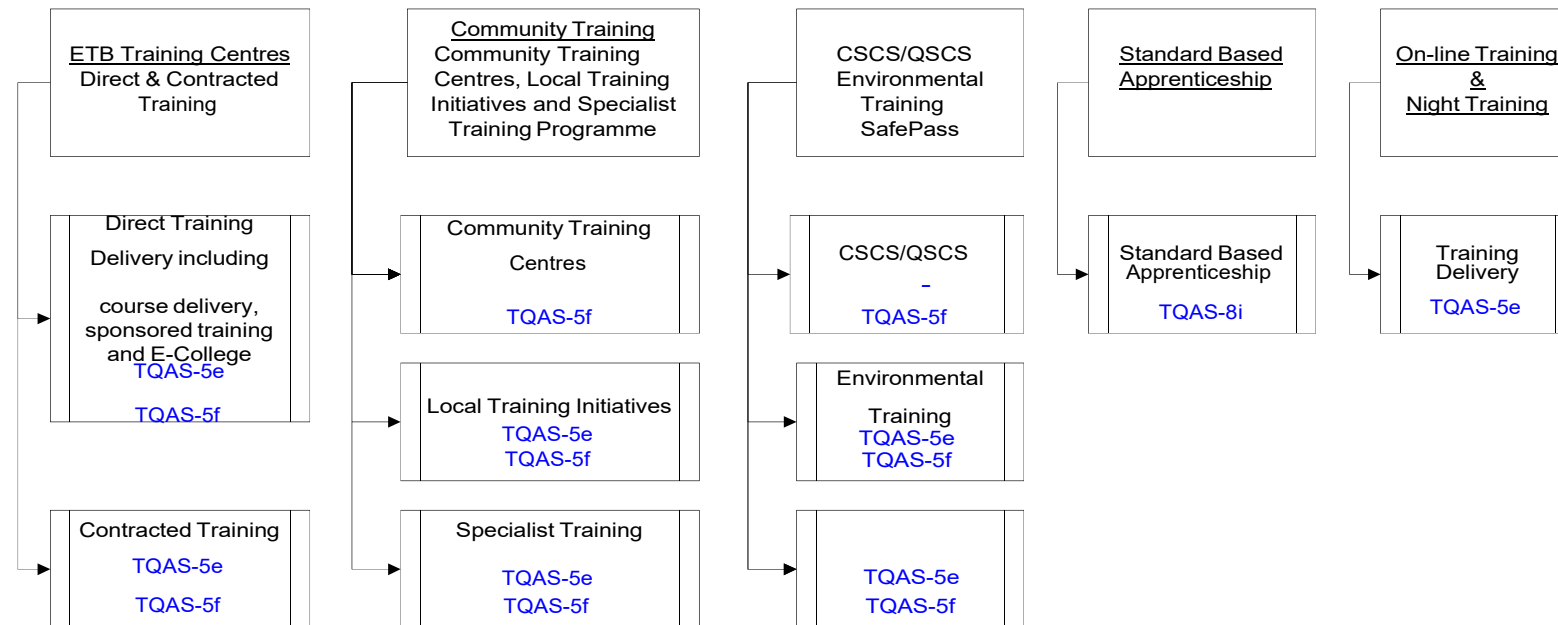 ETB Training Centres
Direct & Contracted
Training
Community Training
Community Training
Centres, Local Training
Initiatives and Specialist
Training Programme
CSCS/QSCS
Environmental
Training
SafePass
Standard Based
Apprenticeship
On-line Training
&
Night Training
Direct Training
Delivery including
course delivery,
sponsored training
and E-College
TQAS-5e
TQAS-5f
Community Training
Centres
TQAS-5f
CSCS/QSCS
-
TQAS-5f
Standard Based
Apprenticeship
TQAS-8i
Training
Delivery
TQAS-5e
Local Training Initiatives
TQAS-5e
TQAS-5f
Environmental
Training
TQAS-5e
TQAS-5f
Contracted Training
TQAS-5e
TQAS-5f
Specialist Training
TQAS-5e
TQAS-5f
TQAS-5e
TQAS-5f